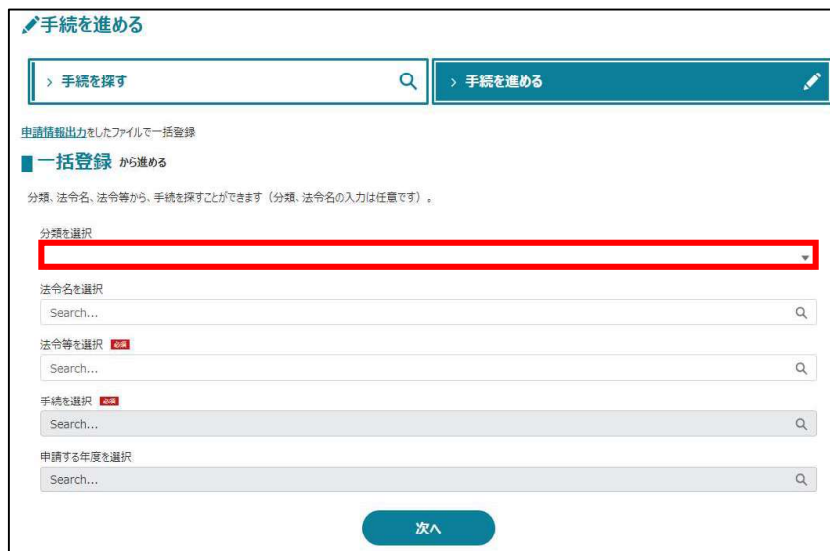 手続を進める
> 手続を探す
> 手続を進める
申請情報出力をしたファイルで一括登録
一括登録 から進める
分類、法令名、法令等から、手続を探すことができます（分類、法令名の入力は任意です）。
分類を選択
法令名を選択
Search...
法令等を選択 必須
Search...
手続を選択 必須
Search...
申請する年度を選択
Search...
次へ